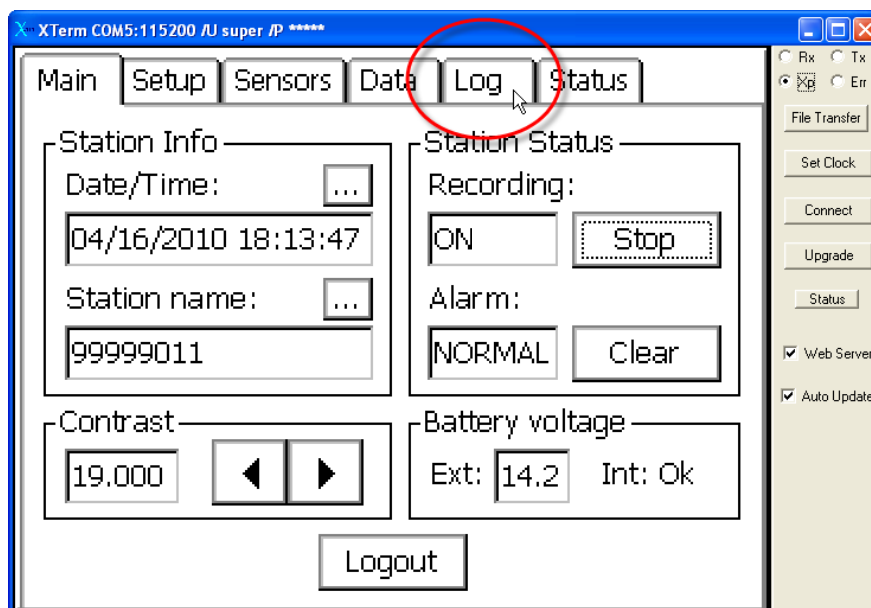 XTerm COM5:115200 /U super /P *****
Main Setup Sensors Data Log Status
Station Info
Date/Time: ...
04/16/2010 18:13:47
Station name: ...
99999011
Station Status
Recording:
ON Stop
Alarm:
NORMAL Clear
Contrast
19.000
Battery voltage
Ext: 14.2 Int: Ok
Logout
Rx Tx
Xp Err
File Transfer
Set Clock
Connect
Upgrade
Status
Web Server
Auto Update